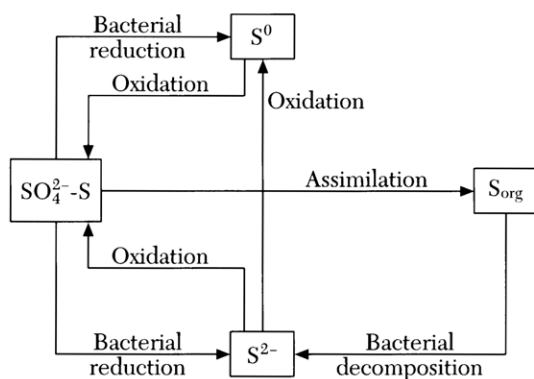 Bacterial
reduction
S⁰
Oxidation
Oxidation
SO₄²⁻-S
Assimilation
S_org
Oxidation
Bacterial
reduction
S²⁻
Bacterial
decomposition